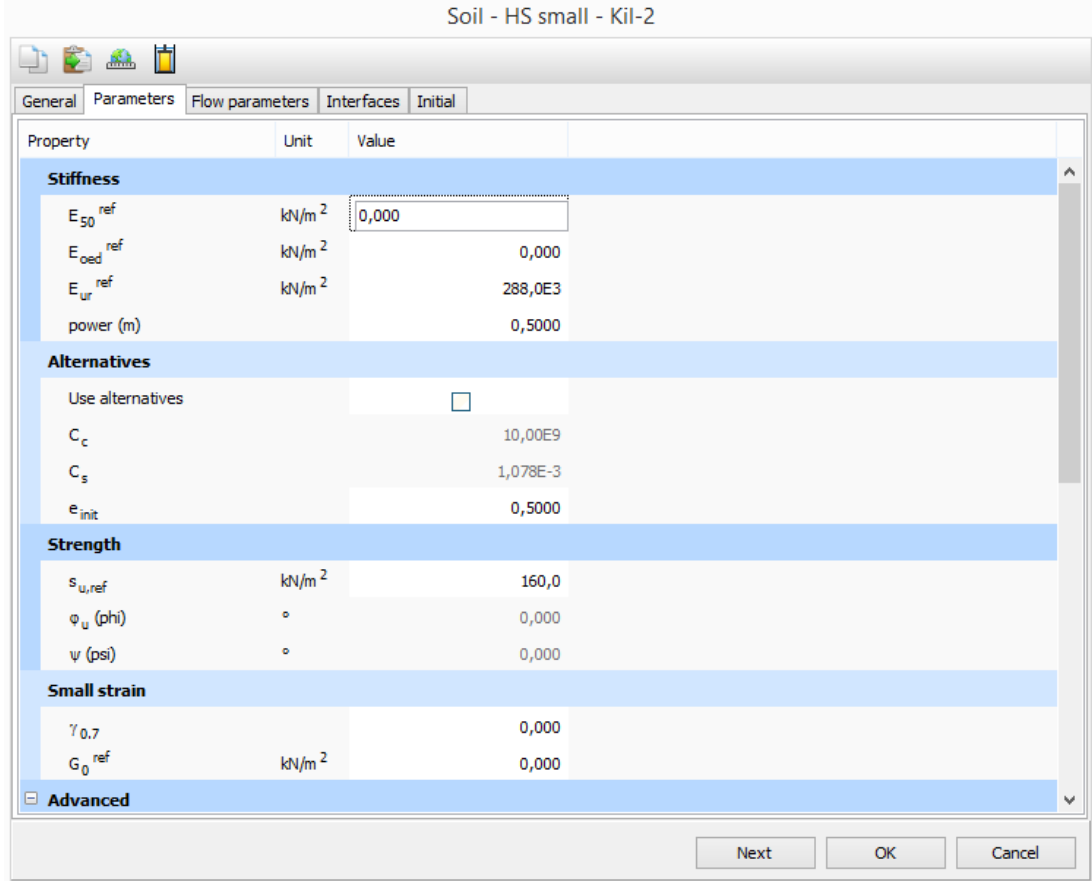 Soil - HS small - Kil-2
General Parameters Flow parameters Interfaces Initial
Property Unit Value
Stiffness
E50 ref kN/m 2 0,000
Eoed ref kN/m 2 0,000
Eur ref kN/m 2 288,0E3
power (m) 0,5000
Alternatives
Use alternatives
Cc 10,00E9
Cs 1,078E-3
einit 0,5000
Strength
su,ref kN/m 2 160,0
φu (phi) ° 0,000
ψ (psi) ° 0,000
Small strain
γ0.7 0,000
G0 ref kN/m 2 0,000
Advanced
Next OK Cancel